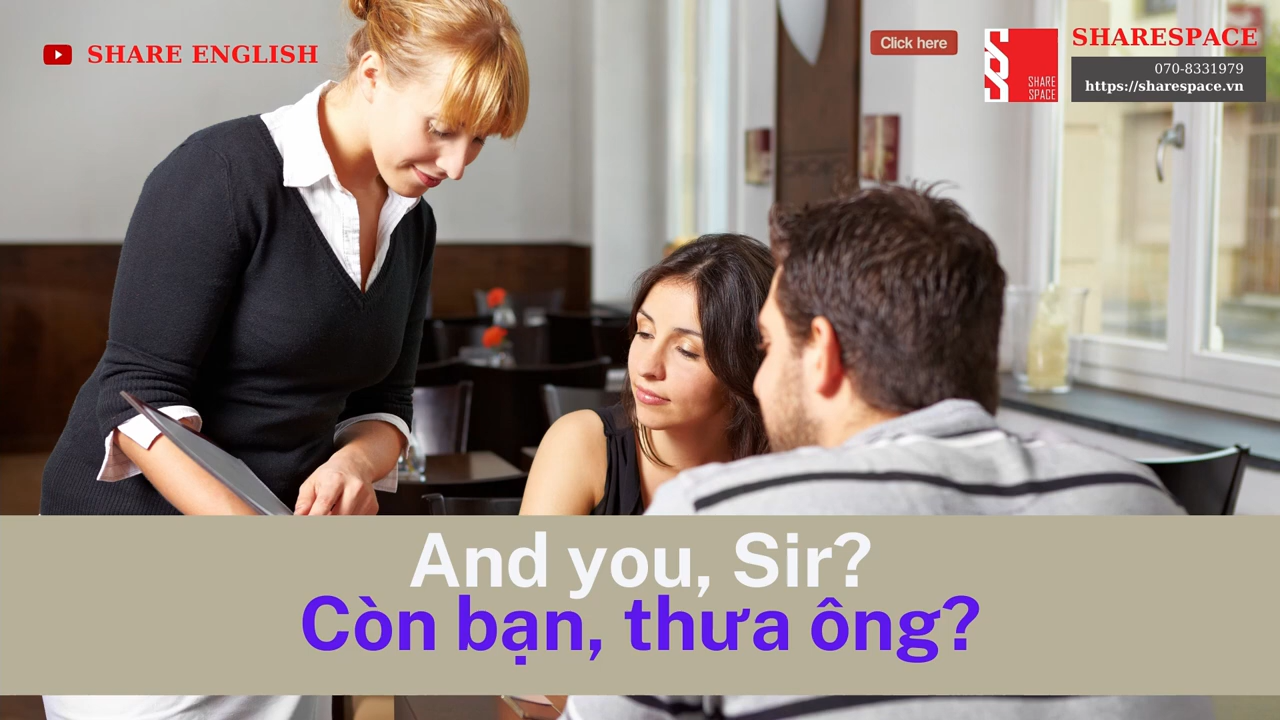 SHARE ENGLISH
Click here
SHARE
SPACE
SHARESPACE
070-8331979
https://sharespace.vn
And you, Sir?
Còn bạn, thưa ông?